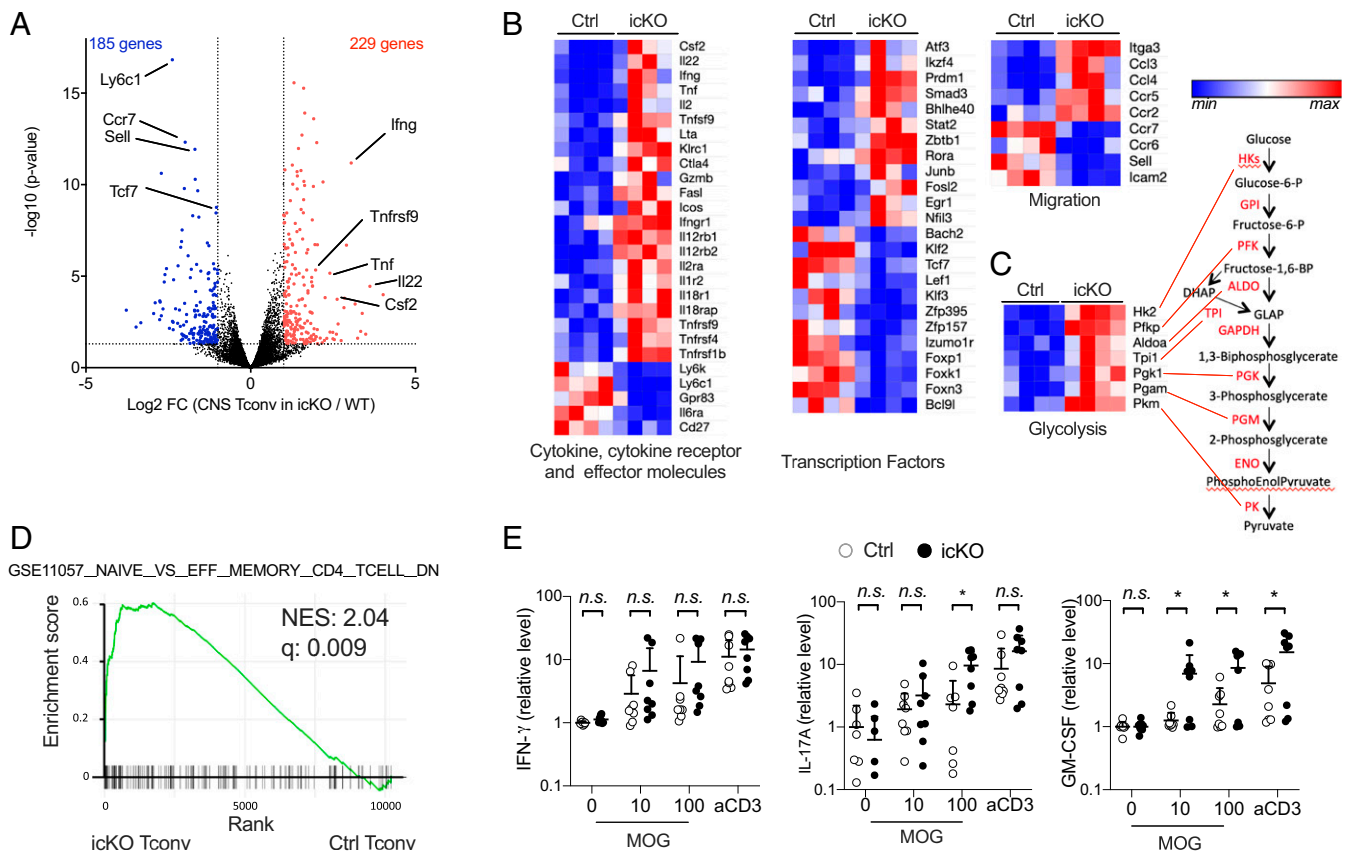 A
185 genes
229 genes
Ly6c1
Ccr7
Sell
Tcf7
Ifng
Tnfrsf9
Tnf
Il22
Csf2
15
10
5
0
-5
0
5
-log10 (p-value)
Log2 FC (CNS Tconv in icKO / WT)
B
Ctrl icKO
Csf2
Il22
Ifng
Tnf
Il2
Tnfsf9
Lta
Klrc1
Ctla4
Gzmb
Fasl
Icos
Ifngr1
Il12rb1
Il12rb2
Il2ra
Il1r2
Il18r1
Il18rap
Tnfrsf9
Tnfrsf4
Tnfrsf1b
Ly6k
Ly6c1
Gpr83
Il6ra
Cd27
Cytokine, cytokine receptor
and effector molecules
Ctrl icKO
Atf3
Ikzf4
Prdm1
Smad3
Bhlhe40
Stat2
Zbtb1
Rora
Junb
Fosl2
Egr1
Nfil3
Bach2
Klf2
Tcf7
Lef1
Klf3
Zfp395
Zfp157
Izumo1r
Foxp1
Foxk1
Foxn3
Bcl9l
Transcription Factors
Ctrl icKO
Itga3
Ccl3
Ccl4
Ccr5
Ccr2
Ccr7
Ccr6
Sell
Icam2
Migration
min max
C
Ctrl icKO
Hk2
Pfkp
Aldoa
Tpi1
Pgk1
Pgam
Pkm
Glycolysis
Glucose
HKs
Glucose-6-P
GPI
Fructose-6-P
PFK
Fructose-1,6-BP
DHAP
ALDO
TPI
GLAP
GAPDH
1,3-Biphosphoglycerate
PGK
3-Phosphoglycerate
PGM
2-Phosphoglycerate
ENO
PhosphoEnolPyruvate
PK
Pyruvate
D
GSE11057_NAIVE_VS_EFF_MEMORY_CD4_TCELL_DN
NES: 2.04
q: 0.009
Enrichment score
0.6
0.4
0.2
0
0 5000 10000
Rank
icKO Tconv Ctrl Tconv
E
Ctrl icKO
IFN-γ (relative level)
100
10
1
0.1
n.s. n.s. n.s. n.s.
0 10 100 aCD3
MOG
IL-17A (relative level)
100
10
1
0.1
n.s. n.s. * n.s.
0 10 100 aCD3
MOG
GM-CSF (relative level)
100
10
1
0.1
n.s. * * *
0 10 100 aCD3
MOG